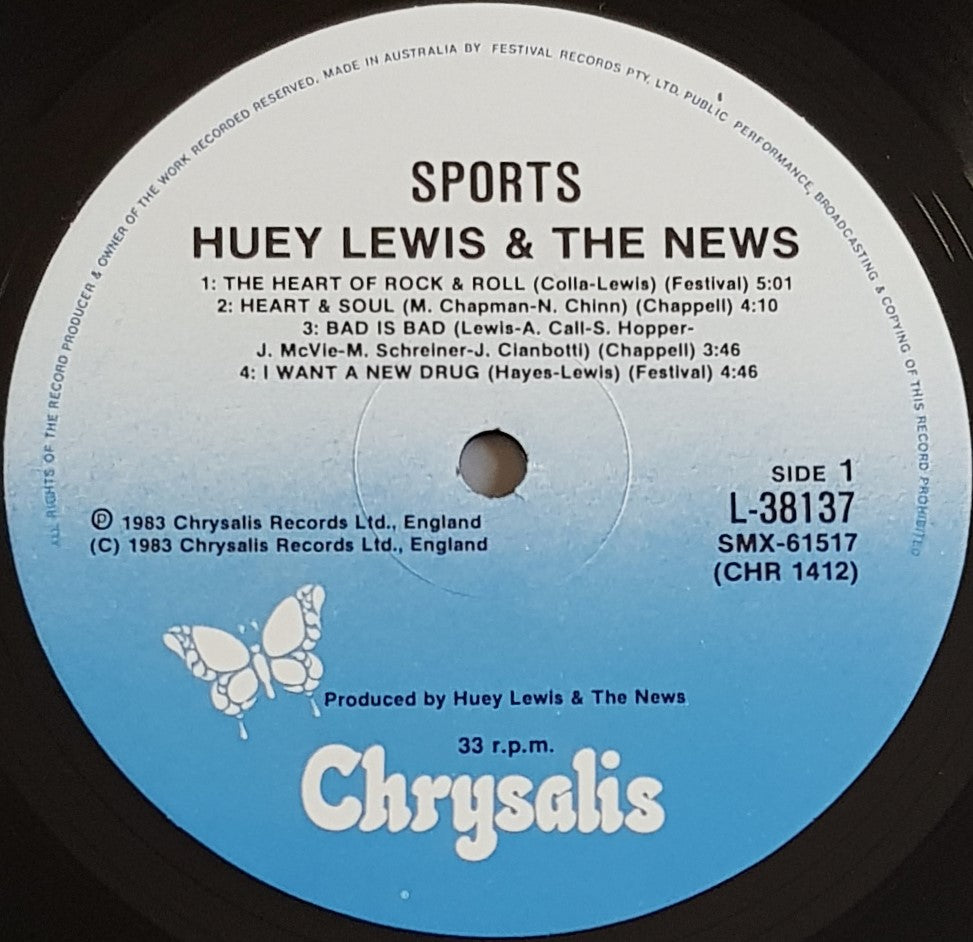 ALL RIGHTS OF THE RECORD PRODUCER & OWNER OF THE WORK RECORDED RESERVED. MADE IN AUSTRALIA BY FESTIVAL RECORDS PTY. LTD. PUBLIC PERFORMANCE, BROADCASTING & COPYING OF THIS RECORD PROHIBITED
SPORTS
HUEY LEWIS & THE NEWS
1: THE HEART OF ROCK & ROLL (Colla-Lewis) (Festival) 5:01
2: HEART & SOUL (M. Chapman-N. Chinn) (Chappell) 4:10
3: BAD IS BAD (Lewis-A. Call-S. Hopper-
J. McVie-M. Schreiner-J. Cianbotti) (Chappell) 3:46
4: I WANT A NEW DRUG (Hayes-Lewis) (Festival) 4:46
SIDE 1
L-38137
SMX-61517
(CHR 1412)
℗ 1983 Chrysalis Records Ltd., England
(C) 1983 Chrysalis Records Ltd., England
Produced by Huey Lewis & The News
33 r.p.m.
Chrysalis